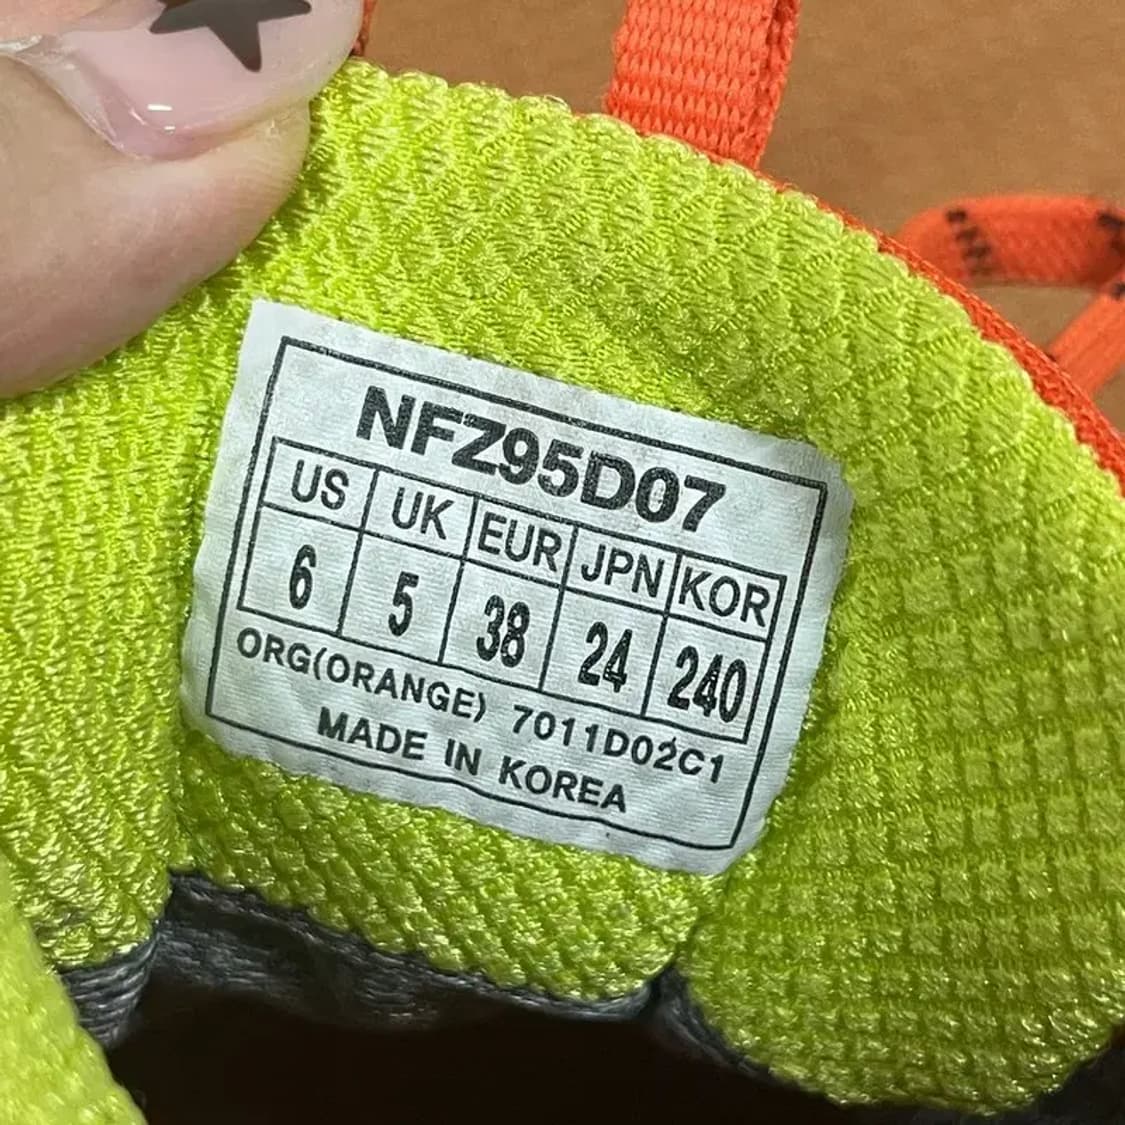 NFZ95D07
US UK EUR JPN KOR
6 5 38 24 240
ORG(ORANGE) 7011D02C1
MADE IN KOREA